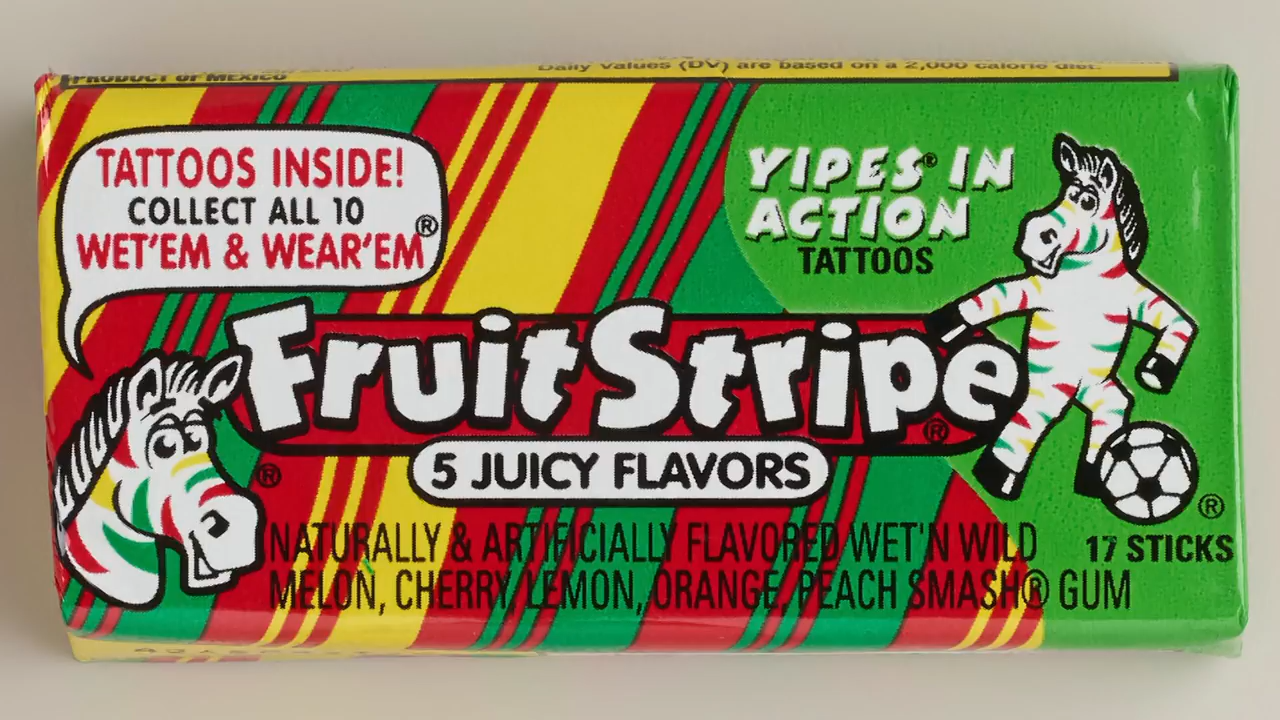 PRODUCT OF MEXICO
Daily Values (DV) are based on a 2,000 calorie diet.
TATTOOS INSIDE!
COLLECT ALL 10
WET'EM & WEAR'EM®
YIPES® IN
ACTION
TATTOOS
FruitStripe®
5 JUICY FLAVORS
®
®
NATURALLY & ARTIFICIALLY FLAVORED WET'N WILD
MELON, CHERRY, LEMON, ORANGE, PEACH SMASH® GUM
17 STICKS